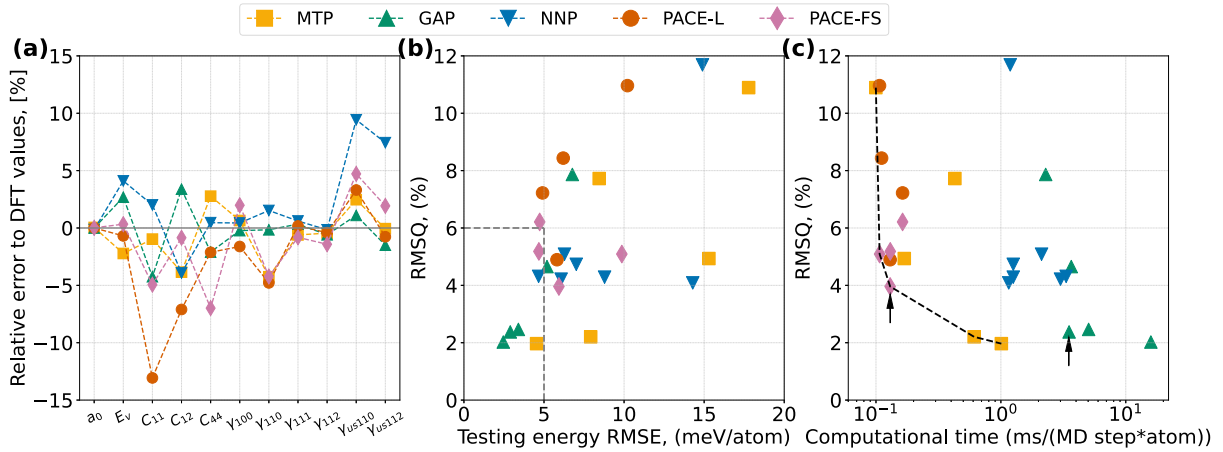 MTP GAP NNP PACE-L PACE-FS
(a)
Relative error to DFT values, [%]
15
10
5
0
−5
−10
−15
a₀ Eᵥ C₁₁ C₁₂ C₄₄ γ₁₀₀ γ₁₁₀ γ₁₁₁ γ₁₁₂ γᵤₛ₁₁₀ γᵤₛ₁₁₂
(b)
RMSQ, (%)
12
10
8
6
4
2
0
0 5 10 15 20
Testing energy RMSE, (meV/atom)
(c)
RMSQ, (%)
12
10
8
6
4
2
0
10⁻¹ 10⁰ 10¹
Computational time (ms/(MD step*atom))